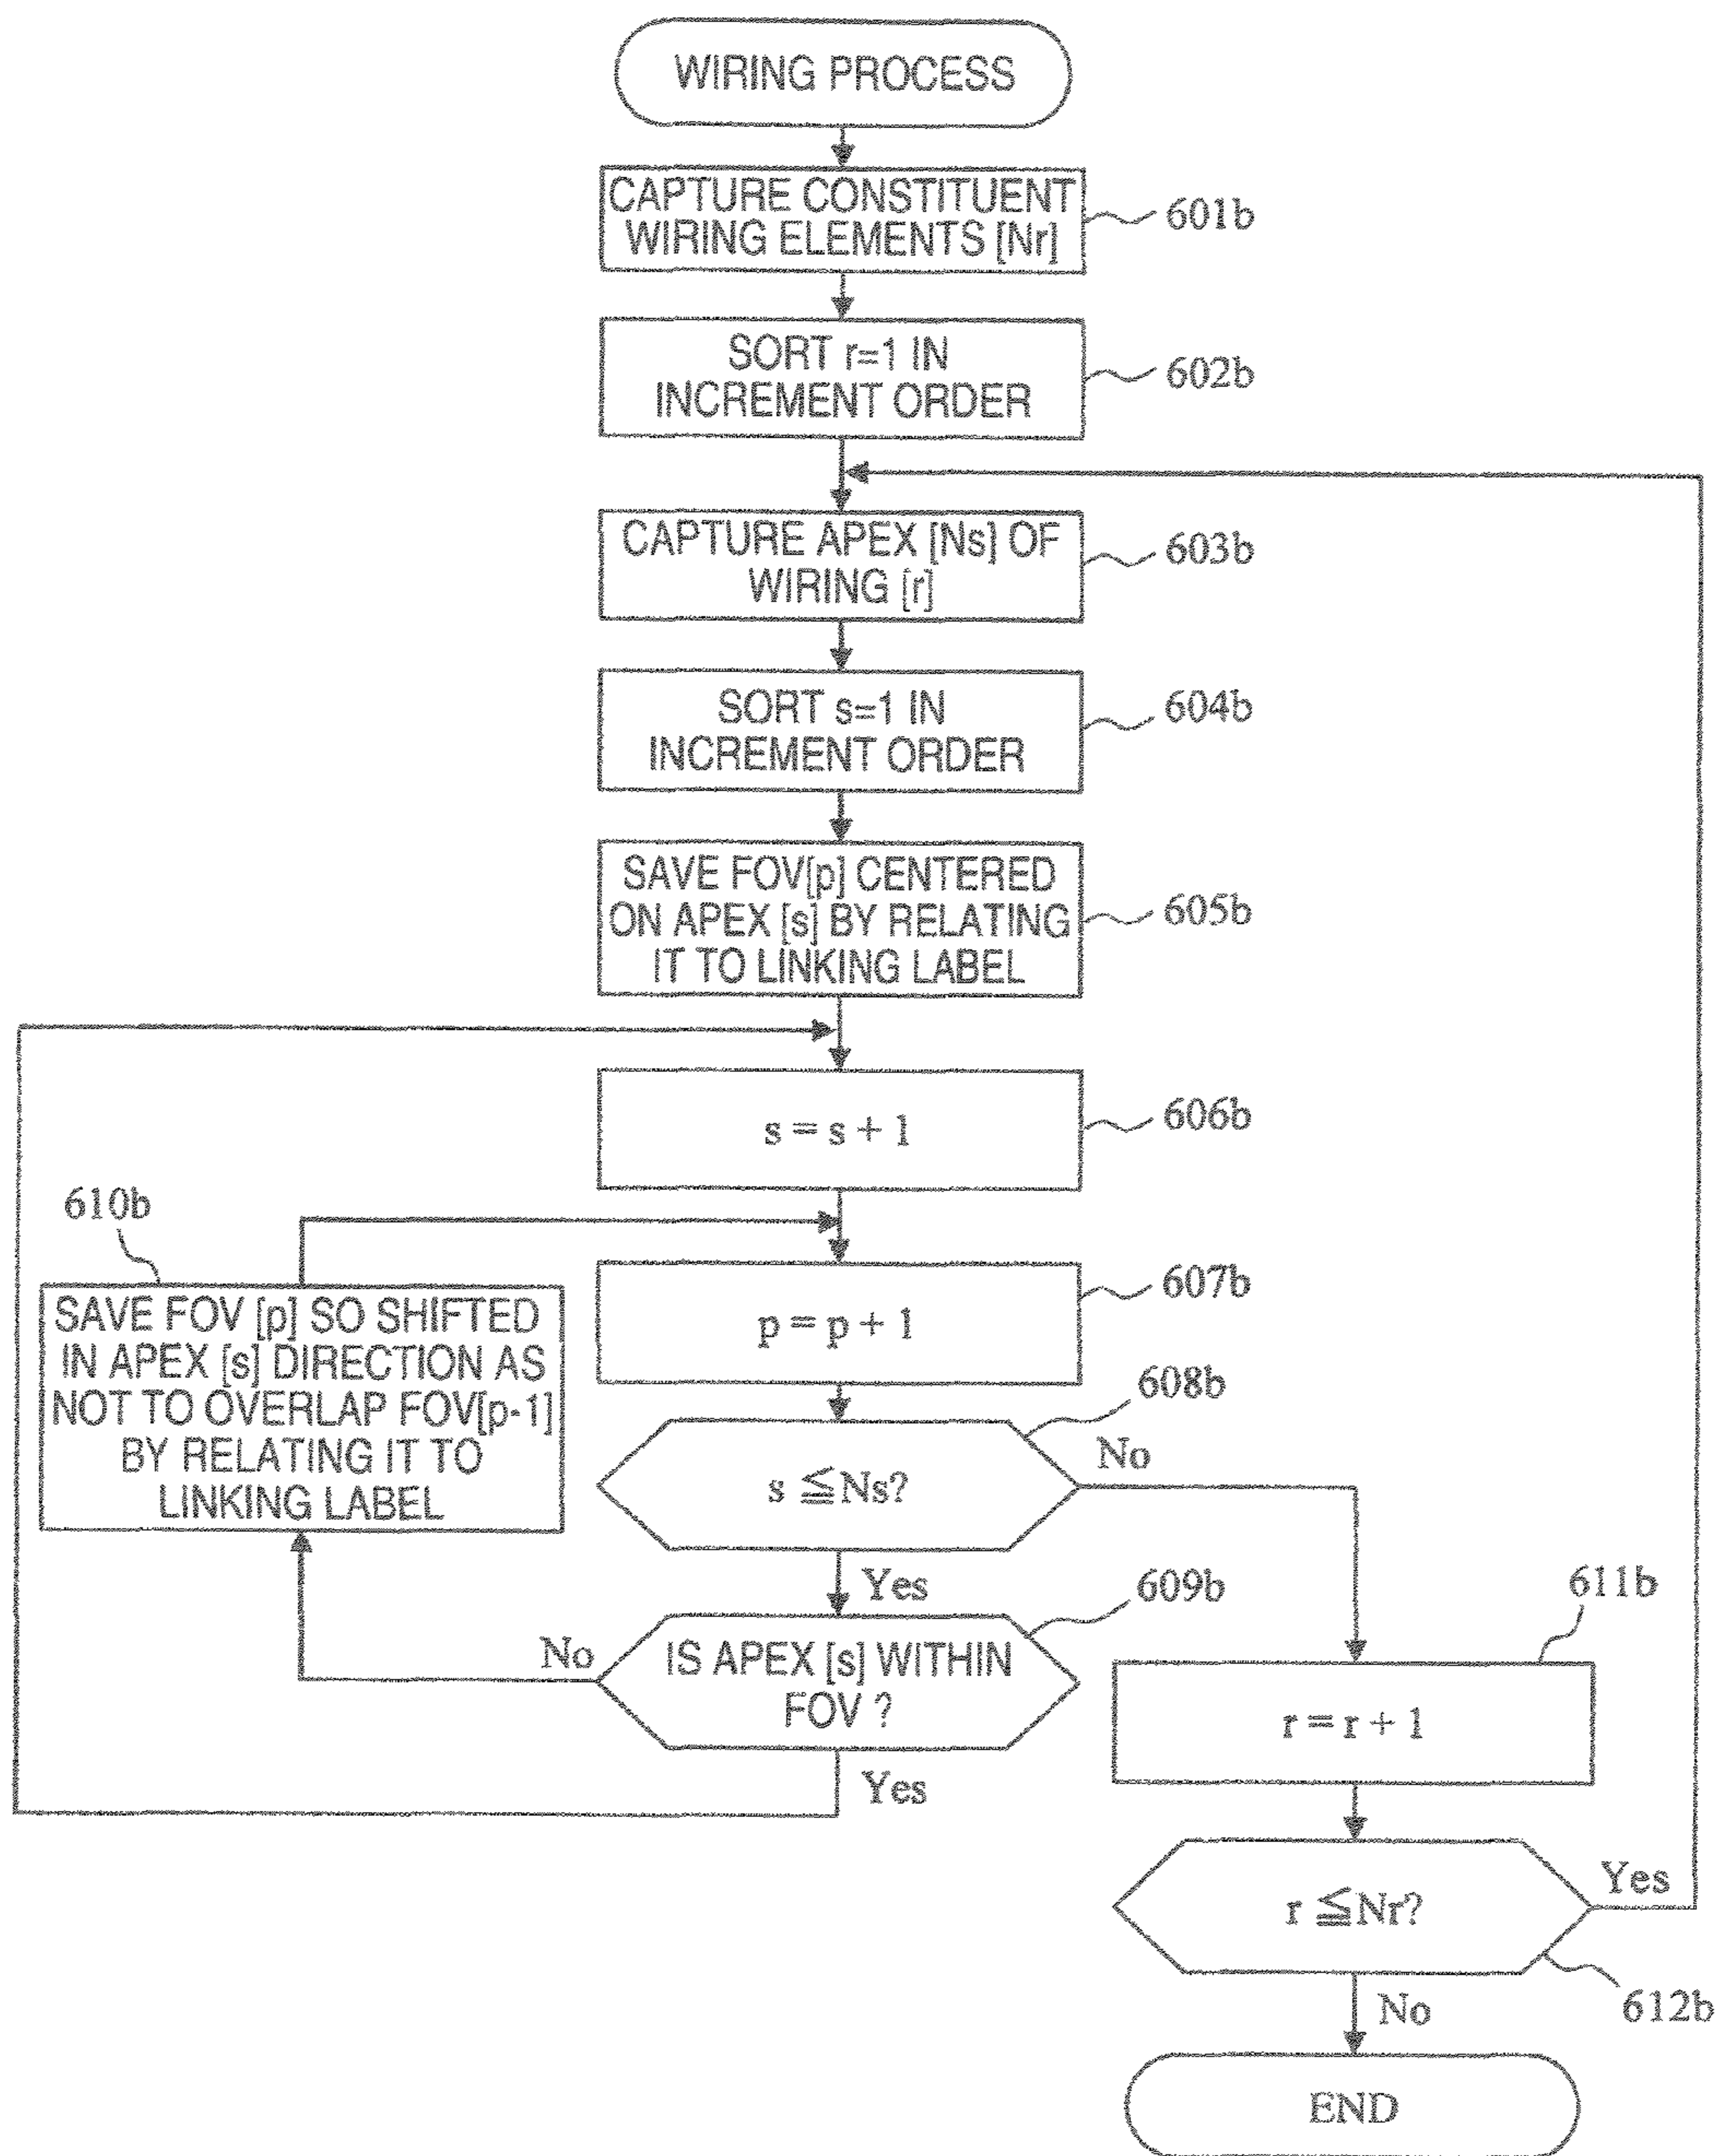 WIRING PROCESS
CAPTURE CONSTITUENT
WIRING ELEMENTS [Nr]
601b
SORT r=1 IN
INCREMENT ORDER
602b
CAPTURE APEX [Ns] OF
WIRING [r]
603b
SORT s=1 IN
INCREMENT ORDER
604b
SAVE FOV[p] CENTERED
ON APEX [s] BY RELATING
IT TO LINKING LABEL
605b
s = s + 1
606b
610b
SAVE FOV [p] SO SHIFTED
IN APEX [s] DIRECTION AS
NOT TO OVERLAP FOV[p-1]
BY RELATING IT TO
LINKING LABEL
p = p + 1
607b
608b
s ≦Ns?
No
Yes
609b
IS APEX [s] WITHIN
FOV ?
No
Yes
611b
r = r + 1
r ≦Nr?
Yes
612b
No
END